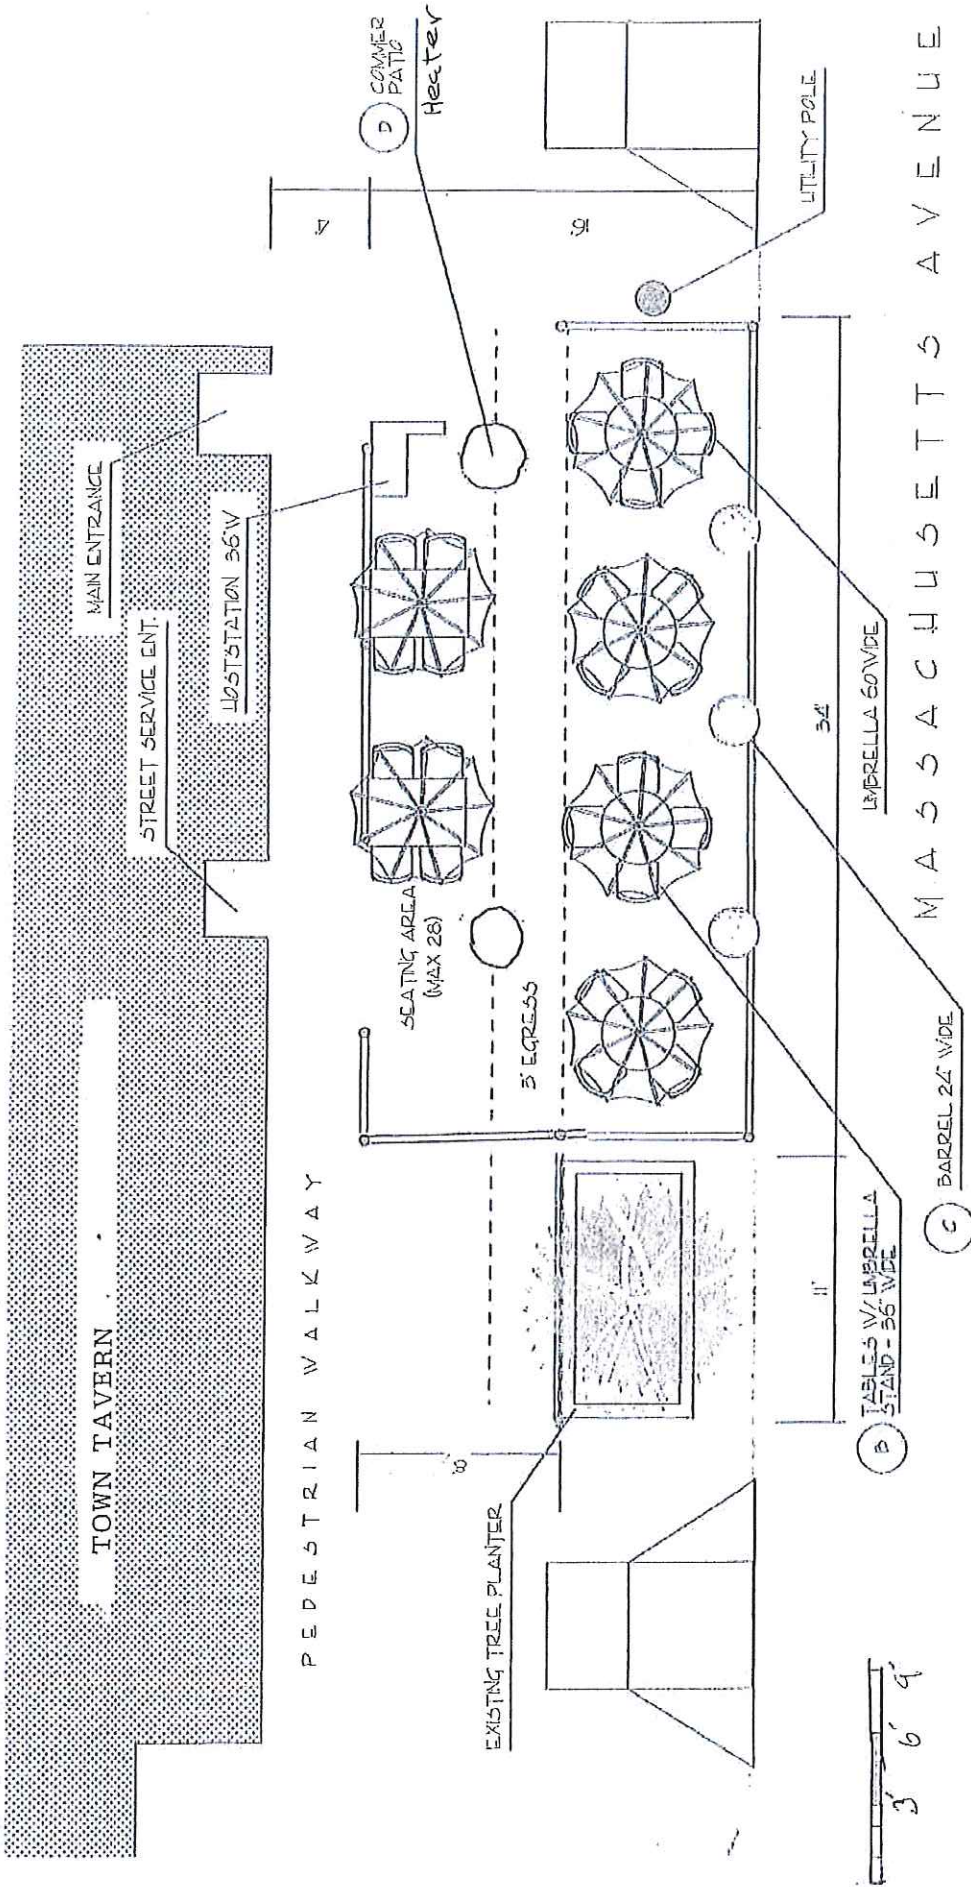 TOWN TAVERN
MAIN ENTRANCE
STREET SERVICE ENT.
HOSTSTATION 36"W
D
COMMER
PATIO
Heater
PEDESTRIAN WALKWAY
SEATING AREA
(MAX 28)
3' EGRESS
4'
16'
8'
EXISTING TREE PLANTER
UTILITY POLE
34'
11'
UMBRELLA 60"WIDE
B
TABLES W/ UMBRELLA
STAND - 36" WIDE
C
BARREL 24" WIDE
MASSACHUSETTS AVENUE
3' 6' 9'